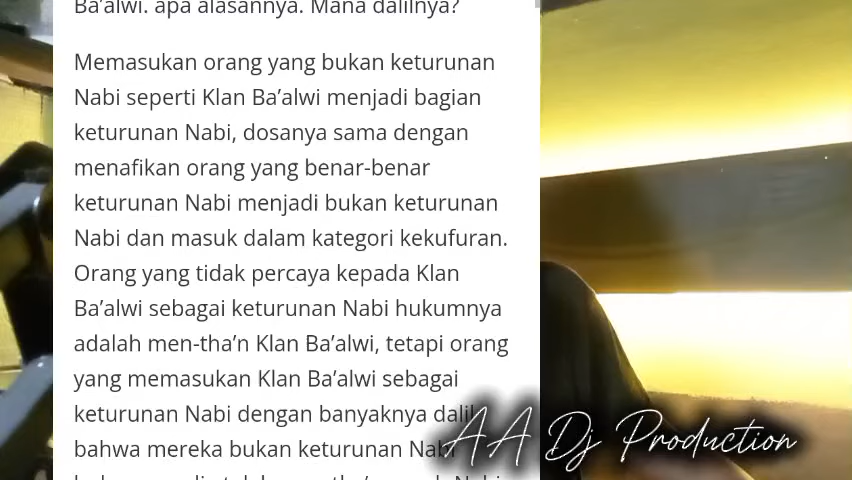 Ba’alwi. apa alasannya. Mana dalilnya?
Memasukan orang yang bukan keturunan
Nabi seperti Klan Ba’alwi menjadi bagian
keturunan Nabi, dosanya sama dengan
menafikan orang yang benar-benar
keturunan Nabi menjadi bukan keturunan
Nabi dan masuk dalam kategori kekufuran.
Orang yang tidak percaya kepada Klan
Ba’alwi sebagai keturunan Nabi hukumnya
adalah men-tha’n Klan Ba’alwi, tetapi orang
yang memasukan Klan Ba’alwi sebagai
keturunan Nabi dengan banyaknya dalil
bahwa mereka bukan keturunan Nabi
AA Dj Production